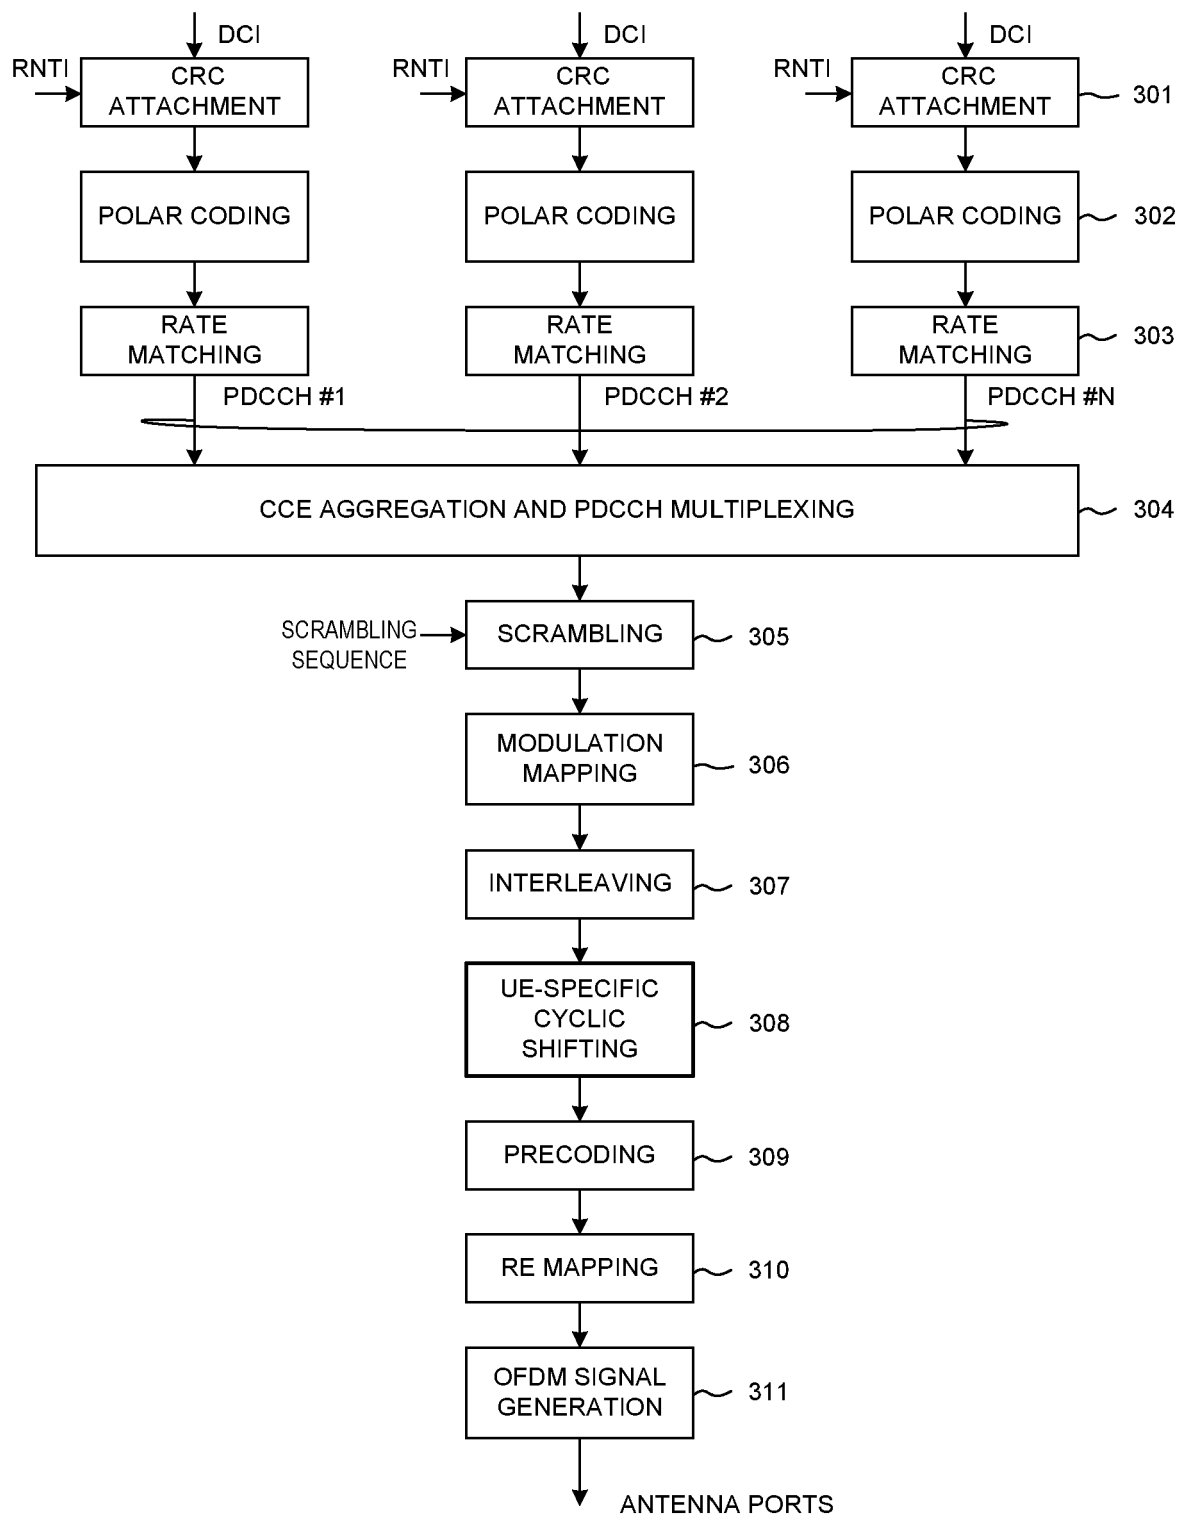 DCI DCI DCI
RNTI RNTI RNTI
CRC CRC CRC
ATTACHMENT ATTACHMENT ATTACHMENT 301
POLAR CODING POLAR CODING POLAR CODING 302
RATE RATE RATE
MATCHING MATCHING MATCHING 303
PDCCH #1 PDCCH #2 PDCCH #N
CCE AGGREGATION AND PDCCH MULTIPLEXING 304
SCRAMBLING
SEQUENCE
SCRAMBLING 305
MODULATION
MAPPING 306
INTERLEAVING 307
UE-SPECIFIC
CYCLIC 308
SHIFTING
PRECODING 309
RE MAPPING 310
OFDM SIGNAL
GENERATION 311
ANTENNA PORTS